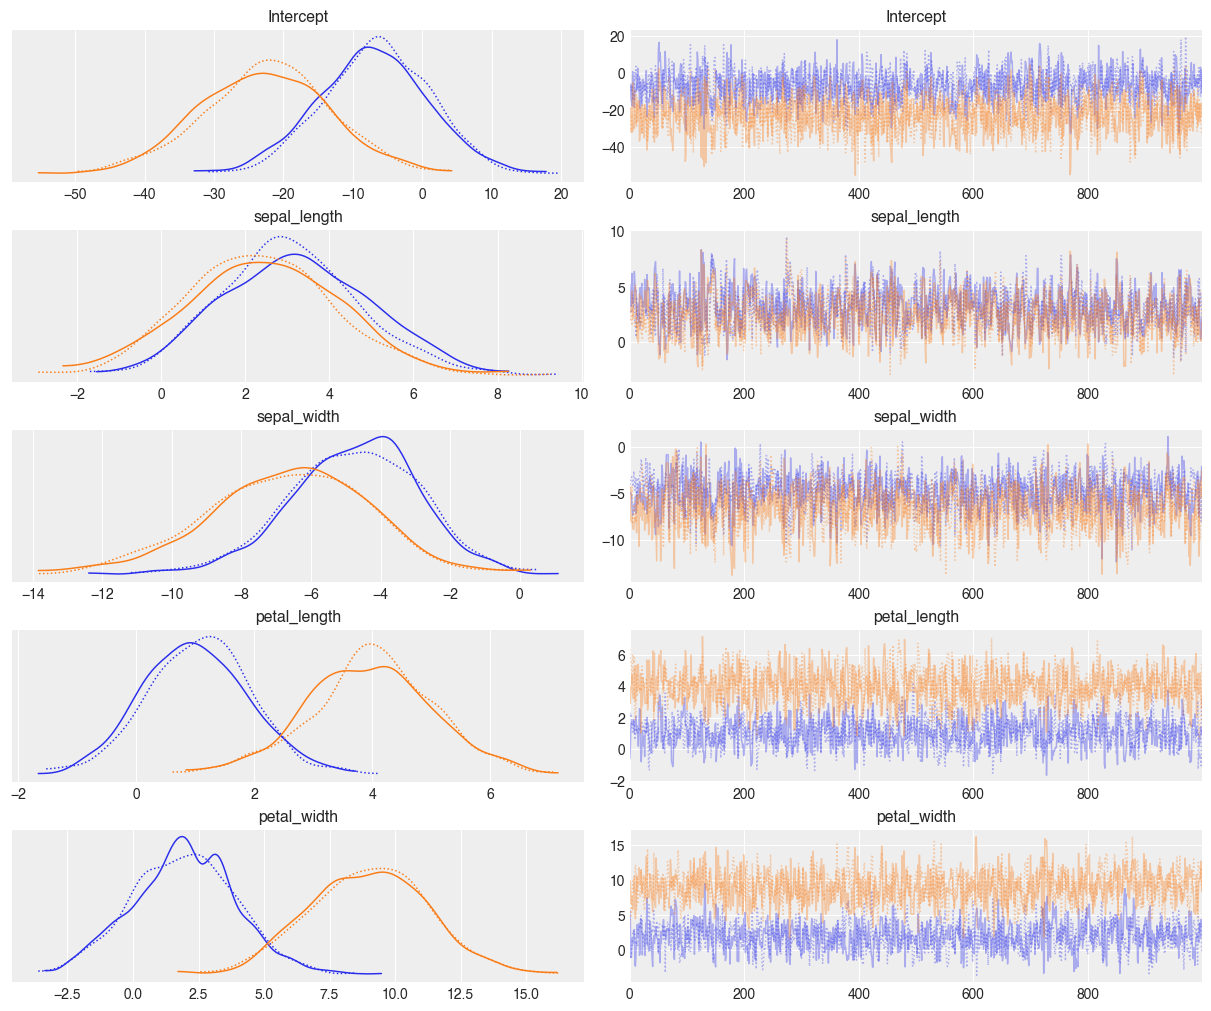 Intercept
−50 −40 −30 −20 −10 0 10 20
Intercept
20
0
−20
−40
0 200 400 600 800
sepal_length
−2 0 2 4 6 8 10
sepal_length
10
5
0
0 200 400 600 800
sepal_width
−14 −12 −10 −8 −6 −4 −2 0
sepal_width
0
−5
−10
0 200 400 600 800
petal_length
−2 0 2 4 6
petal_length
6
4
2
0
−2
0 200 400 600 800
petal_width
−2.5 0.0 2.5 5.0 7.5 10.0 12.5 15.0
petal_width
15
10
5
0
0 200 400 600 800